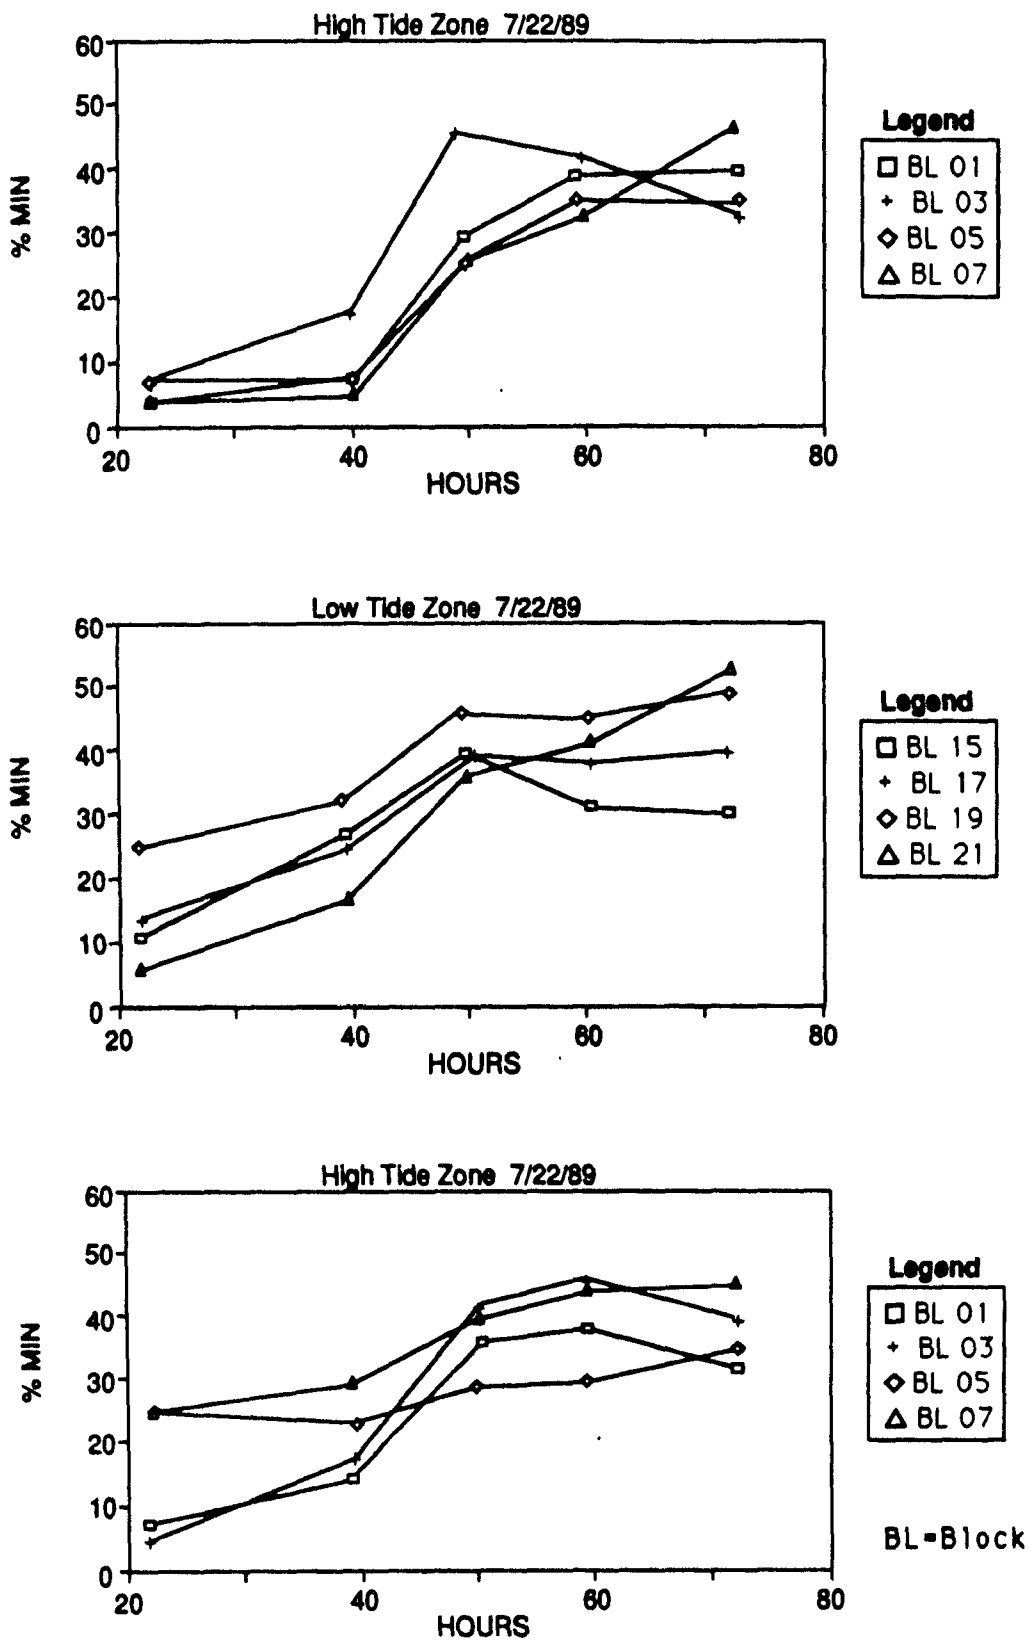 High Tide Zone 7/22/89
60
50
40
30
20
10
0
% MIN
20 40 60 80
HOURS
Legend
BL 01
BL 03
BL 05
BL 07
Low Tide Zone 7/22/89
60
50
40
30
20
10
0
% MIN
20 40 60 80
HOURS
Legend
BL 15
BL 17
BL 19
BL 21
High Tide Zone 7/22/89
60
50
40
30
20
10
0
% MIN
20 40 60 80
HOURS
Legend
BL 01
BL 03
BL 05
BL 07
BL=Block